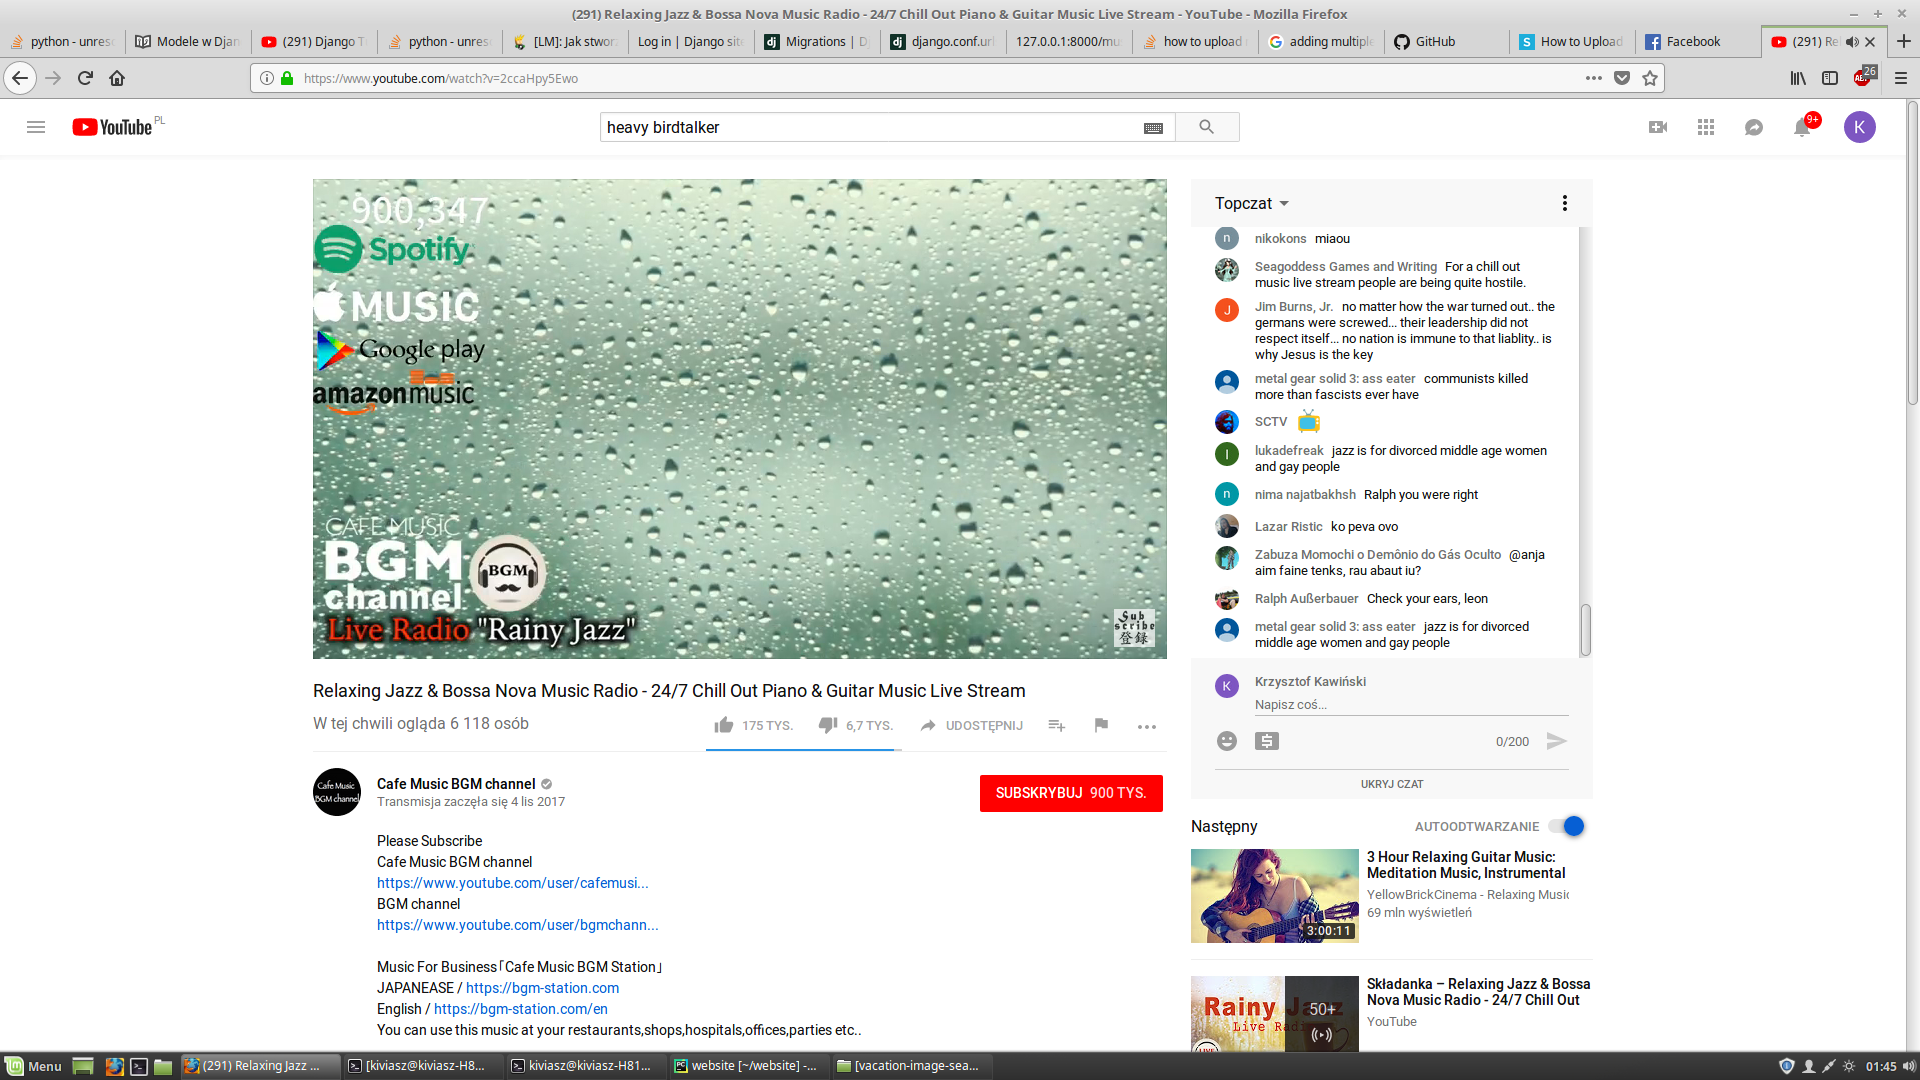 (291) Relaxing Jazz & Bossa Nova Music Radio - 24/7 Chill Out Piano & Guitar Music Live Stream - YouTube - Mozilla Firefox
python - unres
Modele w Djan
(291) Django T
python - unres
[LM]: Jak stwor
Log in | Django site
Migrations | D
django.conf.url
127.0.0.1:8000/mu
how to upload
adding multiple
GitHub
How to Upload
Facebook
(291) Rel
https://www.youtube.com/watch?v=2ccaHpy5Ewo
26
YouTube PL
heavy birdtalker
9+
K
900,347
Spotify
MUSIC
Google play
amazon music
CAFE MUSIC
BGM
channel
BGM
Live Radio "Rainy Jazz"
Sub
scribe
登録
Topczat
n
nikokons miaou
Seagoddess Games and Writing For a chill out
music live stream people are being quite hostile.
J
Jim Burns, Jr. no matter how the war turned out.. the
germans were screwed... their leadership did not
respect itself... no nation is immune to that liablity.. is
why Jesus is the key
metal gear solid 3: ass eater communists killed
more than fascists ever have
SCTV
l
lukadefreak jazz is for divorced middle age women
and gay people
n
nima najatbakhsh Ralph you were right
Lazar Ristic ko peva ovo
Zabuza Momochi o Demônio do Gás Oculto @anja
aim faine tenks, rau abaut iu?
Ralph Außerbauer Check your ears, leon
metal gear solid 3: ass eater jazz is for divorced
middle age women and gay people
K
Krzysztof Kawiński
Napisz coś...
0/200
UKRYJ CZAT
Relaxing Jazz & Bossa Nova Music Radio - 24/7 Chill Out Piano & Guitar Music Live Stream
W tej chwili ogląda 6 118 osób
175 TYS.
6,7 TYS.
UDOSTĘPNIJ
Cafe Music
BGM channel
Cafe Music BGM channel
Transmisja zaczęła się 4 lis 2017
SUBSKRYBUJ 900 TYS.
Please Subscribe
Cafe Music BGM channel
https://www.youtube.com/user/cafemusi...
BGM channel
https://www.youtube.com/user/bgmchann...
Music For Business「Cafe Music BGM Station」
JAPANEASE / https://bgm-station.com
English / https://bgm-station.com/en
You can use this music at your restaurants,shops,hospitals,offices,parties etc..
Następny
AUTOODTWARZANIE
3 Hour Relaxing Guitar Music:
Meditation Music, Instrumental
YellowBrickCinema - Relaxing Music
69 mln wyświetleń
3:00:11
Składanka – Relaxing Jazz & Bossa
Nova Music Radio - 24/7 Chill Out
YouTube
Rainy Jazz
Live Radio
LIVE
50+
Menu
(291) Relaxing Jazz ...
[kiviasz@kiviasz-H8...
kiviasz@kiviasz-H81...
website [~/website] -...
[vacation-image-sea...
01:45